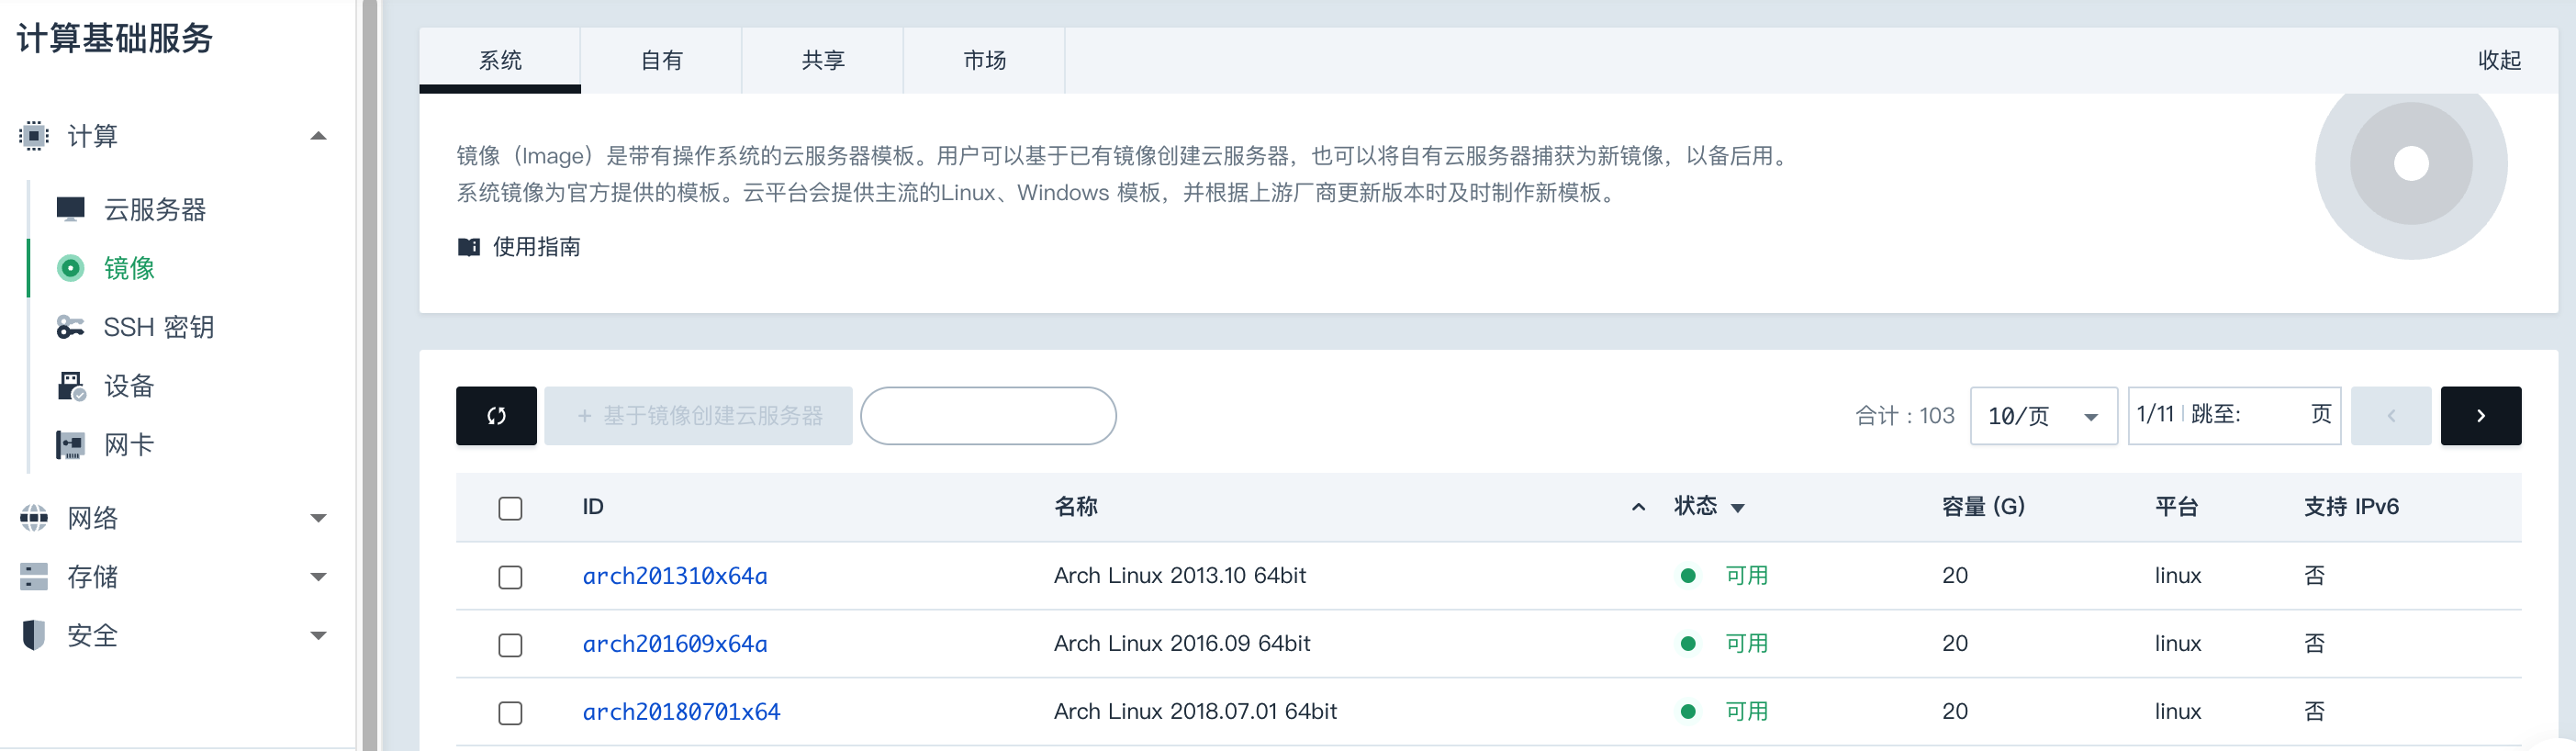 计算基础服务
计算
云服务器
镜像
SSH 密钥
设备
网卡
网络
存储
安全
系统 自有 共享 市场 收起
镜像（Image）是带有操作系统的云服务器模板。用户可以基于已有镜像创建云服务器，也可以将自有云服务器捕获为新镜像，以备后用。
系统镜像为官方提供的模板。云平台会提供主流的Linux、Windows 模板，并根据上游厂商更新版本时及时制作新模板。
使用指南
+ 基于镜像创建云服务器 合计 : 103 10/页 1/11 跳至: 页
ID 名称 状态 容量 (G) 平台 支持 IPv6
arch201310x64a Arch Linux 2013.10 64bit 可用 20 linux 否
arch201609x64a Arch Linux 2016.09 64bit 可用 20 linux 否
arch20180701x64 Arch Linux 2018.07.01 64bit 可用 20 linux 否